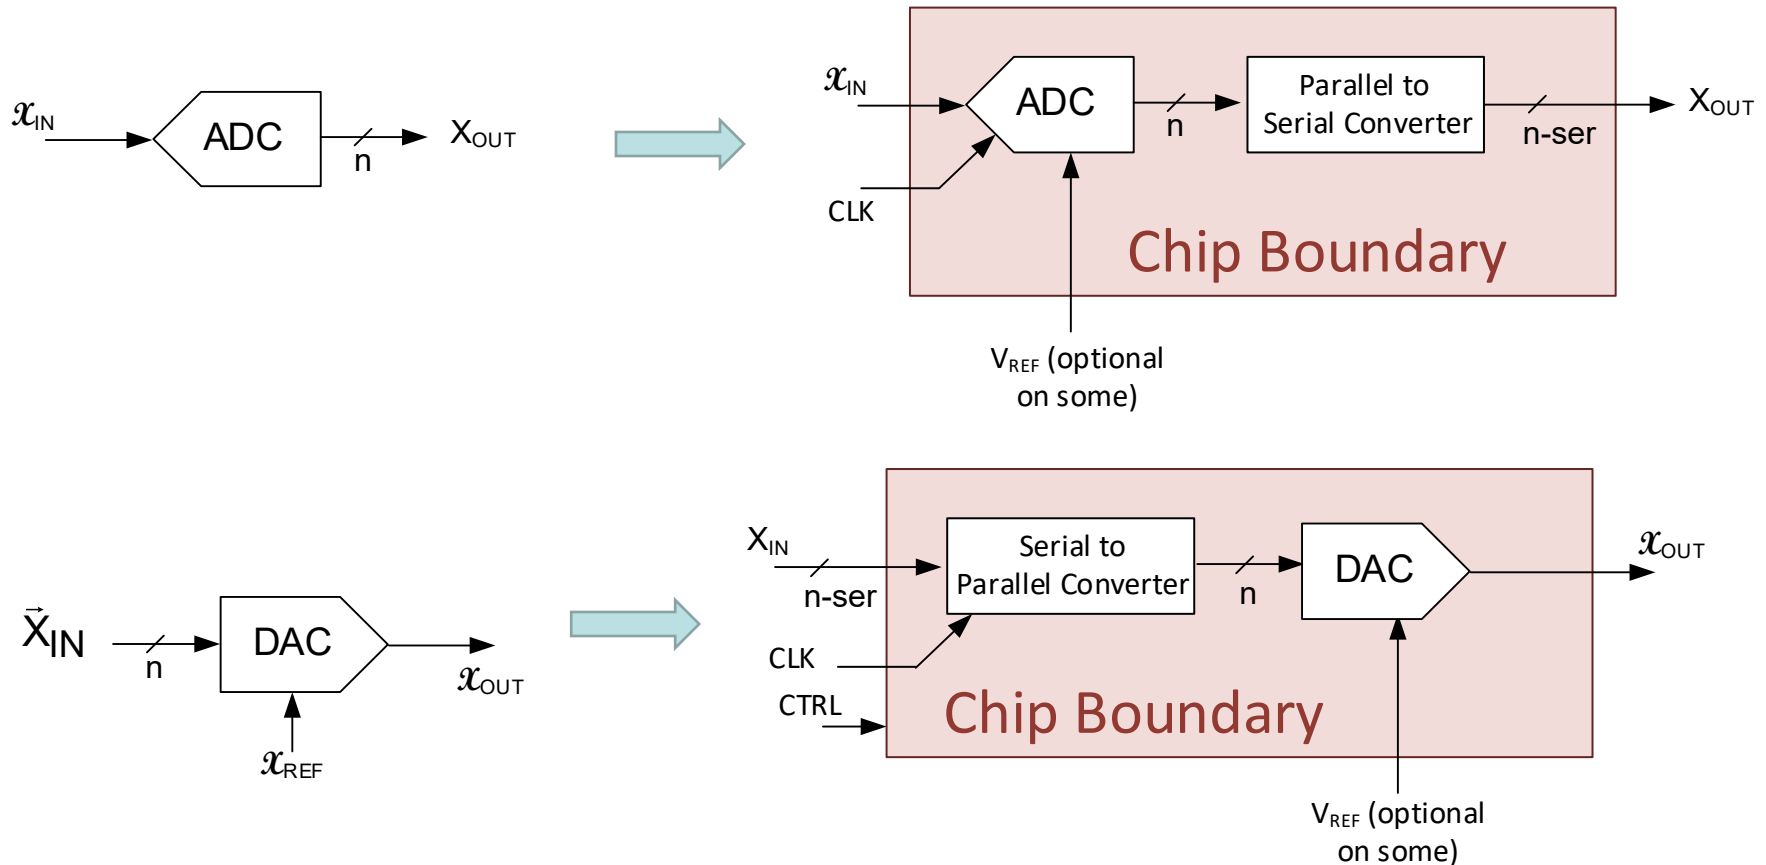 𝒳IN
ADC
n
XOUT
𝒳IN
CLK
ADC
n
Parallel to
Serial Converter
n-ser
XOUT
Chip Boundary
VREF (optional
on some)
X⃗IN
n
DAC
𝒳OUT
𝒳REF
XIN
n-ser
CLK
CTRL
Serial to
Parallel Converter
n
DAC
𝒳OUT
Chip Boundary
VREF (optional
on some)